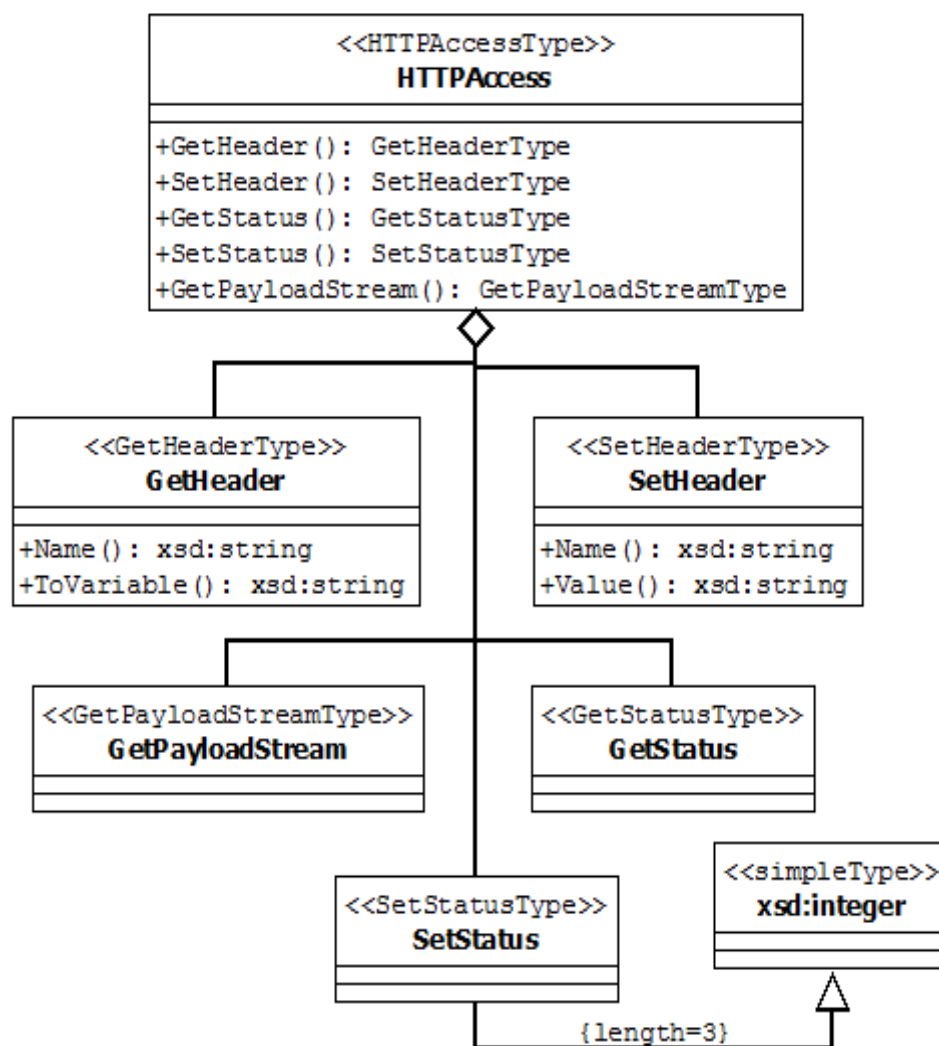 <<HTTPAccessType>>
HTTPAccess
+GetHeader(): GetHeaderType
+SetHeader(): SetHeaderType
+GetStatus(): GetStatusType
+SetStatus(): SetStatusType
+GetPayloadStream(): GetPayloadStreamType
<<GetHeaderType>>
GetHeader
+Name(): xsd:string
+ToVariable(): xsd:string
<<SetHeaderType>>
SetHeader
+Name(): xsd:string
+Value(): xsd:string
<<GetPayloadStreamType>>
GetPayloadStream
<<GetStatusType>>
GetStatus
<<SetStatusType>>
SetStatus
<<simpleType>>
xsd:integer
{length=3}